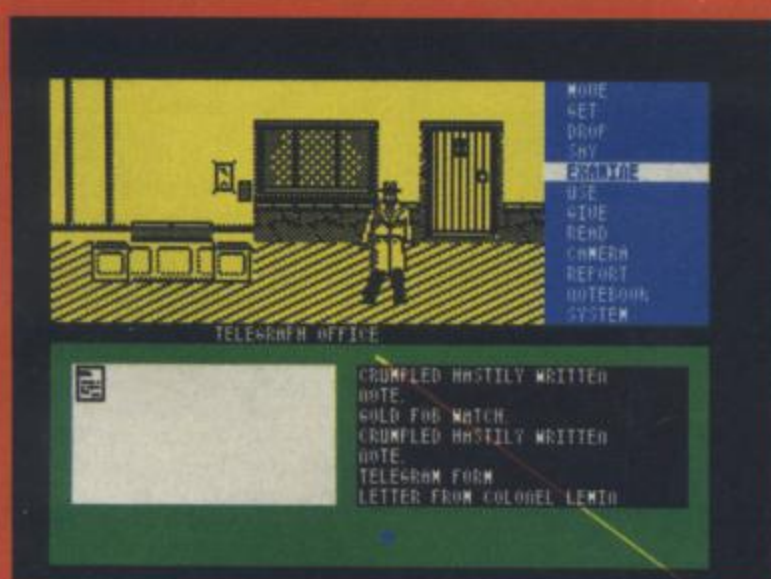 MOVE
GET
DROP
SAY
EXAMINE
USE
GIVE
READ
CAMERA
REPORT
NOTEBOOK
SYSTEM
TELEGRAPH OFFICE
CRUMPLED HASTILY WRITTEN
NOTE.
GOLD FOB WATCH.
CRUMPLED HASTILY WRITTEN
NOTE.
TELEGRAM FORM
LETTER FROM COLONEL LEWIN